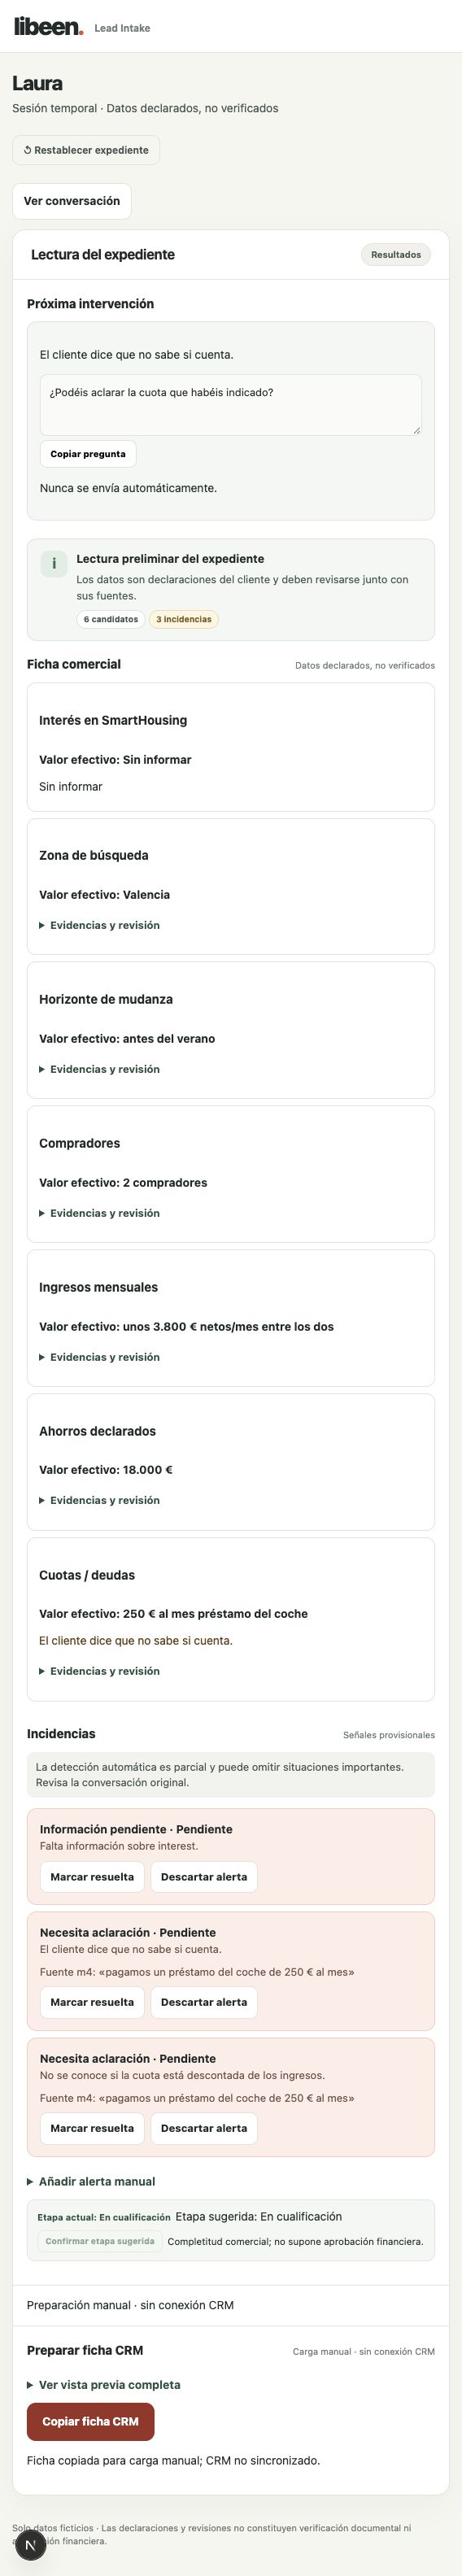 libeen. Lead Intake
Laura
Sesión temporal · Datos declarados, no verificados
↺ Restablecer expediente
Ver conversación
Lectura del expediente
Resultados
Próxima intervención
El cliente dice que no sabe si cuenta.
¿Podéis aclarar la cuota que habéis indicado?
Copiar pregunta
Nunca se envía automáticamente.
i
Lectura preliminar del expediente
Los datos son declaraciones del cliente y deben revisarse junto con
sus fuentes.
6 candidatos
3 incidencias
Ficha comercial
Datos declarados, no verificados
Interés en SmartHousing
Valor efectivo: Sin informar
Sin informar
Zona de búsqueda
Valor efectivo: Valencia
▶ Evidencias y revisión
Horizonte de mudanza
Valor efectivo: antes del verano
▶ Evidencias y revisión
Compradores
Valor efectivo: 2 compradores
▶ Evidencias y revisión
Ingresos mensuales
Valor efectivo: unos 3.800 € netos/mes entre los dos
▶ Evidencias y revisión
Ahorros declarados
Valor efectivo: 18.000 €
▶ Evidencias y revisión
Cuotas / deudas
Valor efectivo: 250 € al mes préstamo del coche
El cliente dice que no sabe si cuenta.
▶ Evidencias y revisión
Incidencias
Señales provisionales
La detección automática es parcial y puede omitir situaciones importantes.
Revisa la conversación original.
Información pendiente · Pendiente
Falta información sobre interest.
Marcar resuelta
Descartar alerta
Necesita aclaración · Pendiente
El cliente dice que no sabe si cuenta.
Fuente m4: «pagamos un préstamo del coche de 250 € al mes»
Marcar resuelta
Descartar alerta
Necesita aclaración · Pendiente
No se conoce si la cuota está descontada de los ingresos.
Fuente m4: «pagamos un préstamo del coche de 250 € al mes»
Marcar resuelta
Descartar alerta
▶ Añadir alerta manual
Etapa actual: En cualificación Etapa sugerida: En cualificación
Confirmar etapa sugerida
Completitud comercial; no supone aprobación financiera.
Preparación manual · sin conexión CRM
Preparar ficha CRM
Carga manual · sin conexión CRM
▶ Ver vista previa completa
Copiar ficha CRM
Ficha copiada para carga manual; CRM no sincronizado.
Solo datos ficticios · Las declaraciones y revisiones no constituyen verificación documental ni
financiera.
N